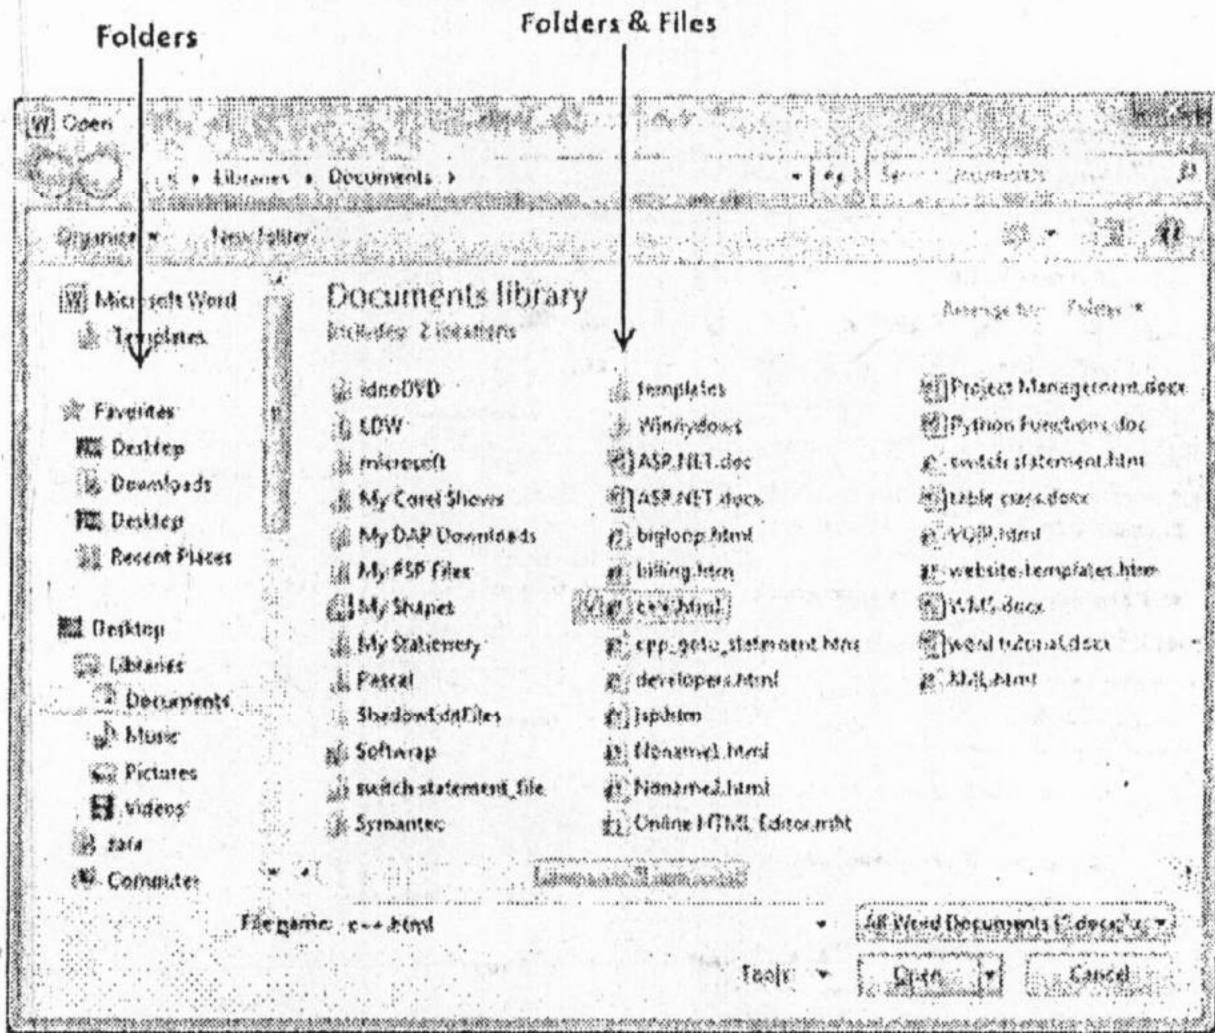 Folders
Folders & Files
W Open
Libraries ▸ Documents ▸
Organize ▾ New folder
Microsoft Word
Templates
Favorites
Desktop
Downloads
Desktop
Recent Places
Desktop
Libraries
Documents
Music
Pictures
Videos
Computer
Documents library
Includes: 2 locations
Arrange by: Folder ▾
LDW
microsoft
My Corel Shows
My DAP Downloads
My PSP Files
My Shapes
My Stationery
Pascal
Softwrap
switch-statement_file
Symantec
templates
Winnydows
ASP.NET.doc
ASP.NET.docx
bigloop.html
billing.htm
c++.html
cpp_goto_statement.htm
developers.html
jsp.htm
Noname1.html
Noname2.html
Online HTML Editor.mht
Project Management.docx
Python Functions.doc
switch-statement.htm
table class.docx
VOIP.html
website-templates.htm
WMS.docx
word tutorial.docx
XML.html
File name: c++.html
All Word Documents
Tools ▾ Open Cancel